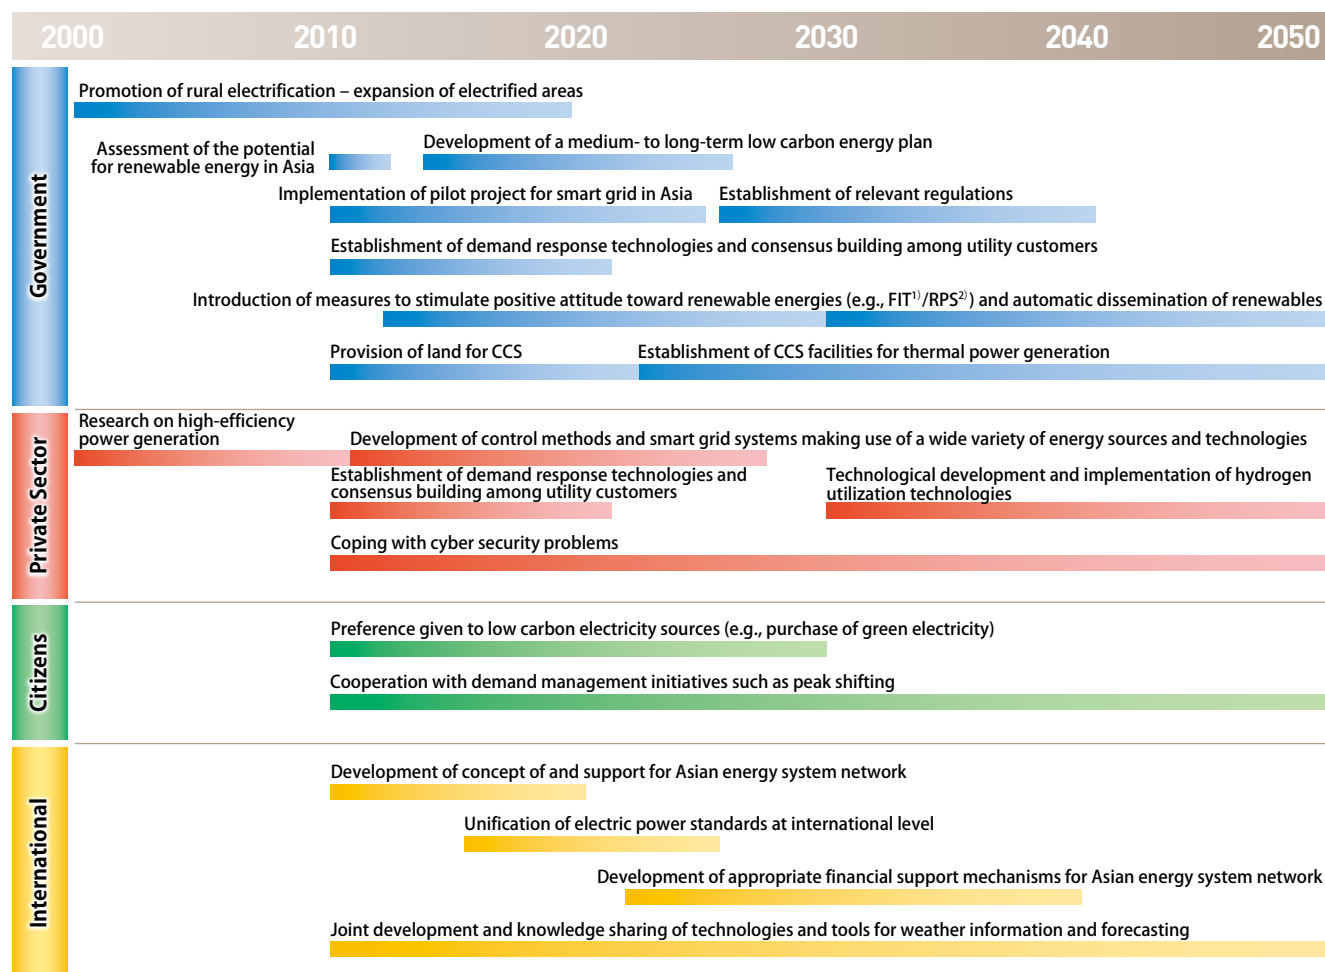 2000 2010 2020 2030 2040 2050
Government
Promotion of rural electrification – expansion of electrified areas
Assessment of the potential
for renewable energy in Asia
Development of a medium- to long-term low carbon energy plan
Implementation of pilot project for smart grid in Asia
Establishment of relevant regulations
Establishment of demand response technologies and consensus building among utility customers
Introduction of measures to stimulate positive attitude toward renewable energies (e.g., FIT1)/RPS2)) and automatic dissemination of renewables
Provision of land for CCS
Establishment of CCS facilities for thermal power generation
Private Sector
Research on high-efficiency
power generation
Development of control methods and smart grid systems making use of a wide variety of energy sources and technologies
Establishment of demand response technologies and
consensus building among utility customers
Technological development and implementation of hydrogen
utilization technologies
Coping with cyber security problems
Citizens
Preference given to low carbon electricity sources (e.g., purchase of green electricity)
Cooperation with demand management initiatives such as peak shifting
International
Development of concept of and support for Asian energy system network
Unification of electric power standards at international level
Development of appropriate financial support mechanisms for Asian energy system network
Joint development and knowledge sharing of technologies and tools for weather information and forecasting